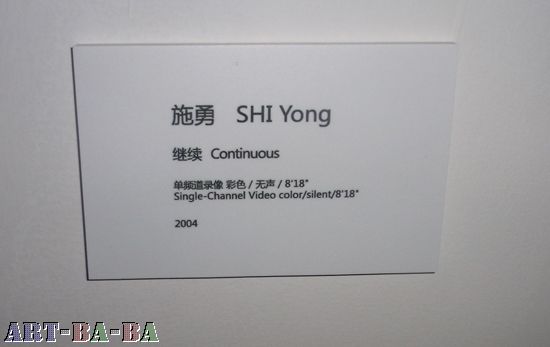 施勇 SHI Yong
继续 Continuous
单频道录像 彩色 / 无声 / 8'18"
Single-Channel Video color/silent/8'18"
2004
ART-BA-BA